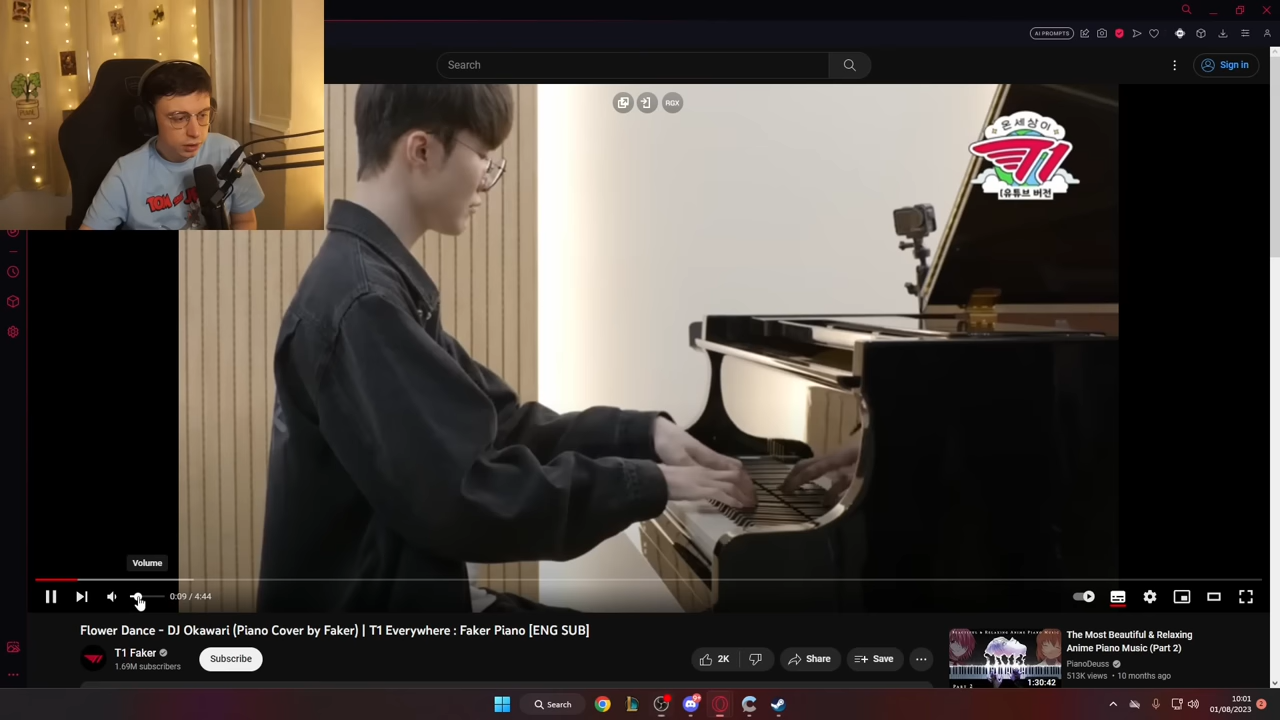 AI PROMPTS
Search
Sign in
RGX
온 세상이
T1
[유튜브 버전
Volume
0:09 / 4:44
Flower Dance - DJ Okawari (Piano Cover by Faker) | T1 Everywhere : Faker Piano [ENG SUB]
T1 Faker
1.69M subscribers
Subscribe
2K
Share
Save
The Most Beautiful & Relaxing
Anime Piano Music (Part 2)
PianoDeuss
513K views • 10 months ago
1:30:42
Search
10:01
01/08/2023